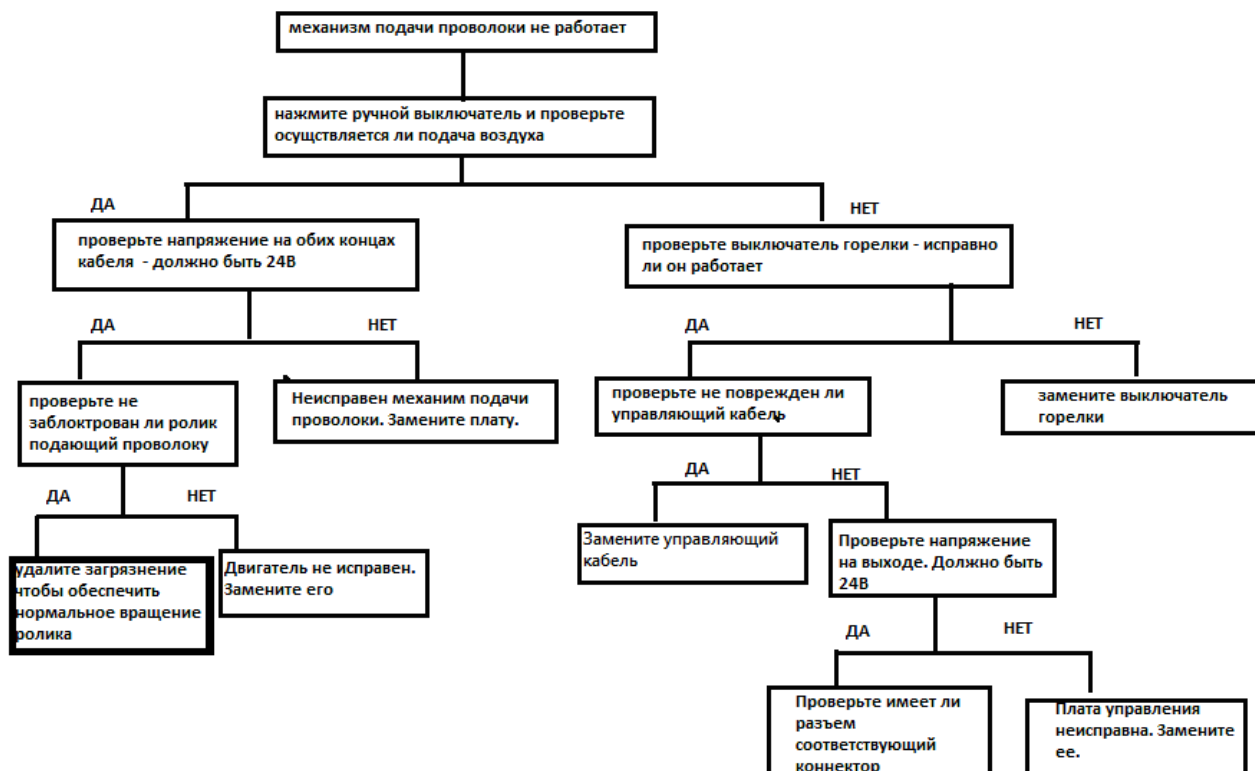 механизм подачи проволоки не работает
нажмите ручной выключатель и проверьте
осущствляется ли подача воздуха
ДА
НЕТ
проверьте напряжение на обих концах
кабеля - должно быть 24В
проверьте выключатель горелки - исправно
ли он работает
ДА
НЕТ
ДА
НЕТ
проверьте не
заблоктрован ли ролик
подающий проволоку
Неисправен механим подачи
проволоки. Замените плату.
проверьте не поврежден ли
управляющий кабель
замените выключатель
горелки
ДА
НЕТ
ДА
НЕТ
удалите загрязнение
чтобы обеспечить
нормальное вращение
ролика
Двигатель не исправен.
Замените его
Замените управляющий
кабель
Проверьте напряжение
на выходе. Должно быть
24В
ДА
НЕТ
Проверьте имеет ли
разъем
соответствующий
коннектор
Плата управления
неисправна. Замените
ее.